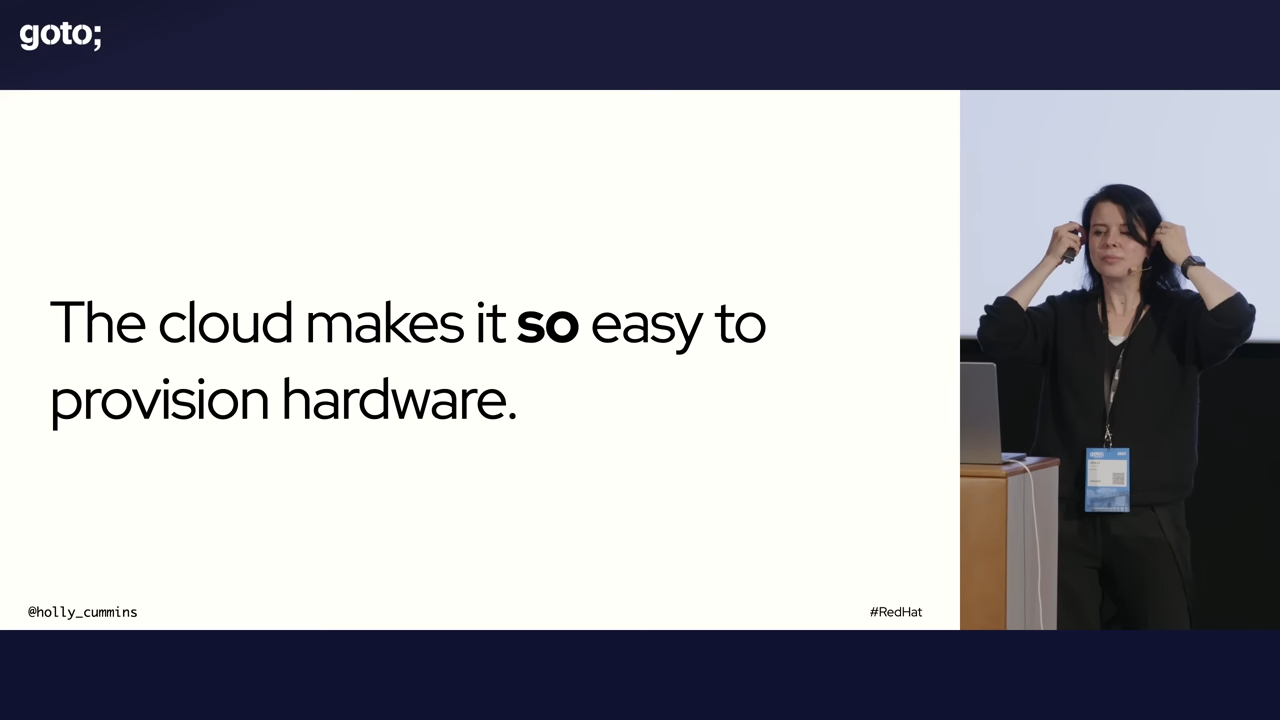 goto;
The cloud makes it so easy to
provision hardware.
@holly_cummins
#RedHat